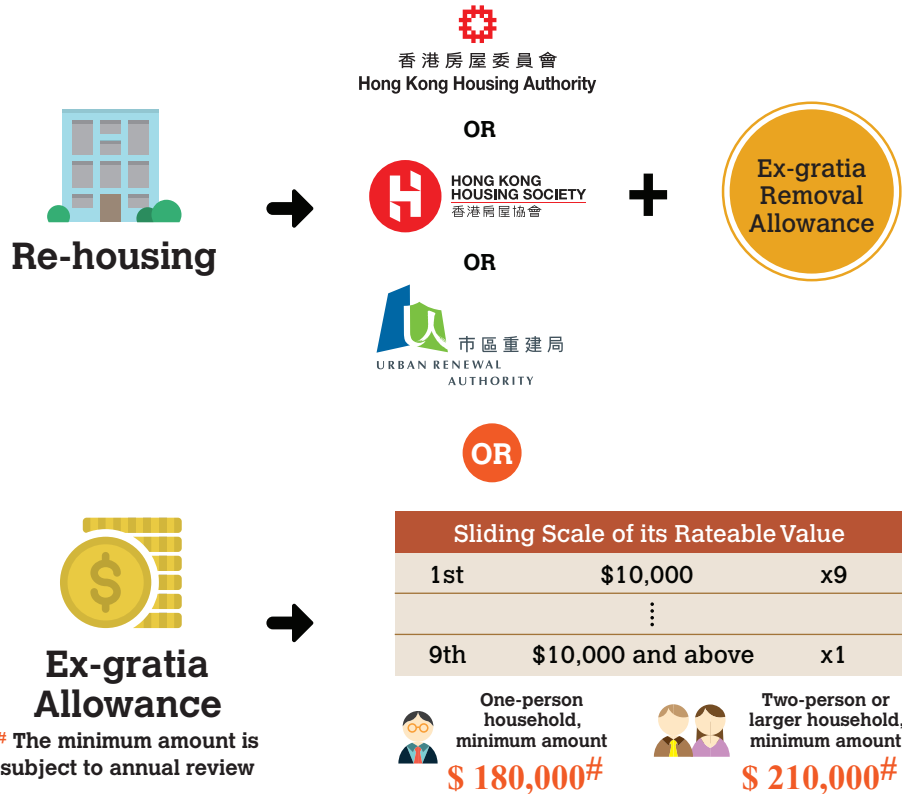 香港房屋委員會
Hong Kong Housing Authority
OR
HONG KONG
HOUSING SOCIETY
香港房屋協會
+
Ex-gratia
Removal
Allowance
Re-housing
OR
市區重建局
URBAN RENEWAL
AUTHORITY
OR
Sliding Scale of its Rateable Value
1st $10,000 x9
⋮
9th $10,000 and above x1
$
Ex-gratia
Allowance
# The minimum amount is
subject to annual review
One-person
household,
minimum amount
$ 180,000#
Two-person or
larger household,
minimum amount
$ 210,000#